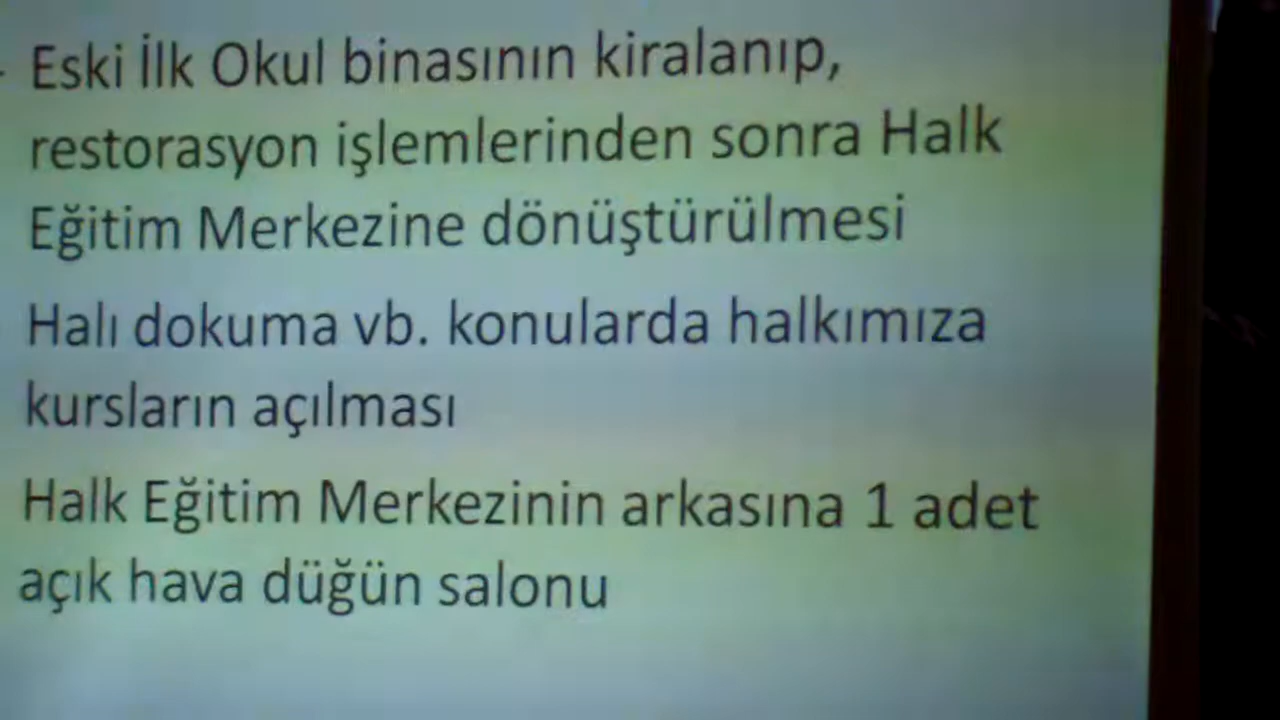 - Eski İlk Okul binasının kiralanıp,
restorasyon işlemlerinden sonra Halk
Eğitim Merkezine dönüştürülmesi
Halı dokuma vb. konularda halkımıza
kursların açılması
Halk Eğitim Merkezinin arkasına 1 adet
açık hava düğün salonu